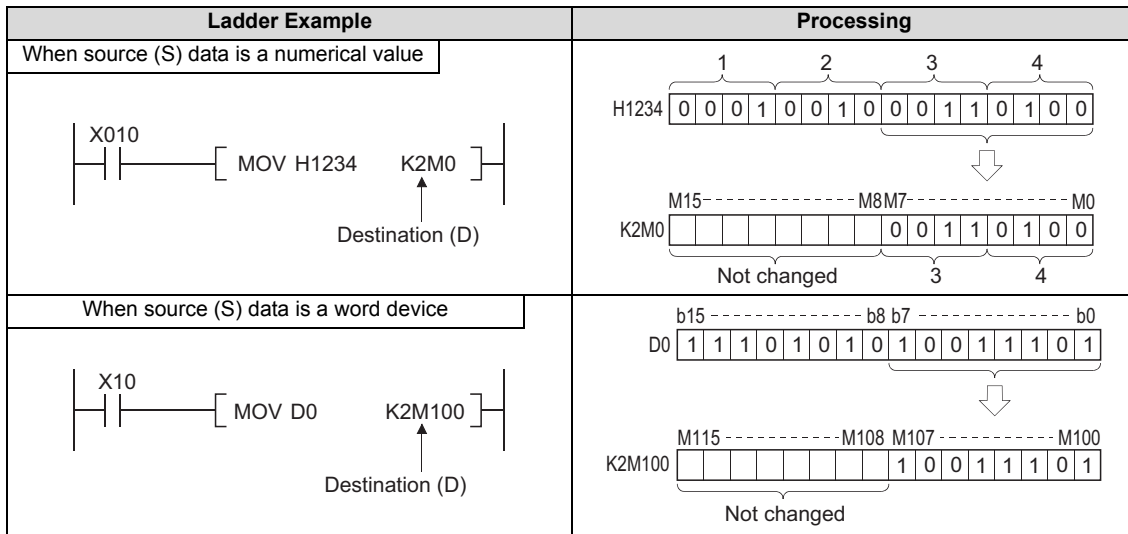 Ladder Example
Processing
When source (S) data is a numerical value
X010
MOV H1234 K2M0
Destination (D)
1 2 3 4
H1234 0 0 0 1 0 0 1 0 0 0 1 1 0 1 0 0
M15 M8 M7 M0
K2M0 0 0 1 1 0 1 0 0
Not changed 3 4
When source (S) data is a word device
X10
MOV D0 K2M100
Destination (D)
b15 b8 b7 b0
D0 1 1 1 0 1 0 1 0 1 0 0 1 1 1 0 1
M115 M108 M107 M100
K2M100 1 0 0 1 1 1 0 1
Not changed